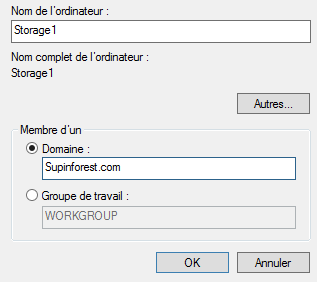 Nom de l'ordinateur :
Storage1
Nom complet de l'ordinateur :
Storage1
Autres...
Membre d'un
Domaine :
Supinforest.com
Groupe de travail :
WORKGROUP
OK
Annuler